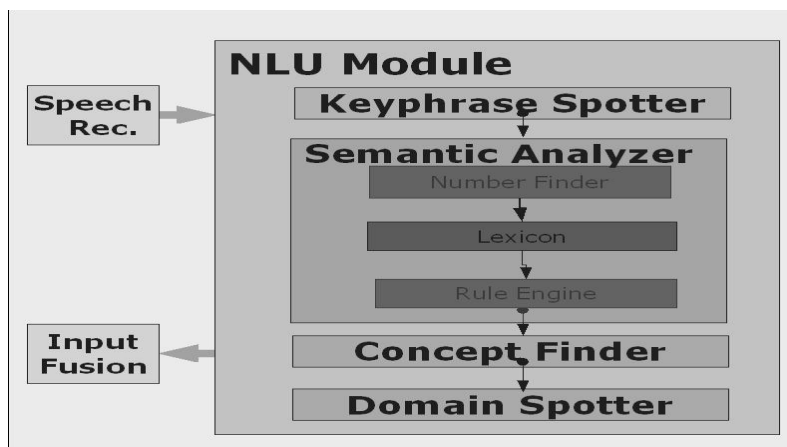 NLU Module
Speech
Rec.
Keyphrase Spotter
Semantic Analyzer
Number Finder
Lexicon
Rule Engine
Input
Fusion
Concept Finder
Domain Spotter